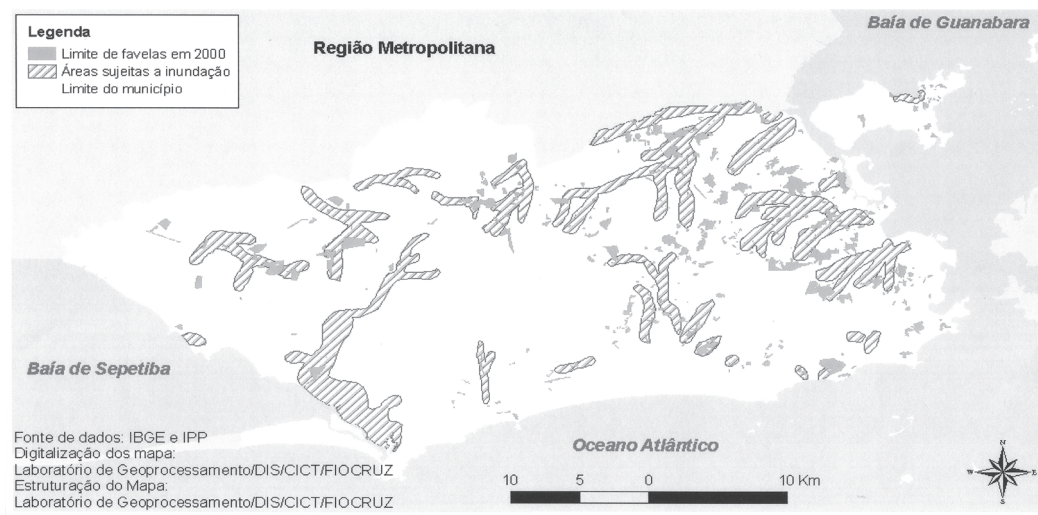 Legenda
Limite de favelas em 2000
Áreas sujeitas a inundação
Limite do município
Região Metropolitana
Baía de Guanabara
Baía de Sepetiba
Oceano Atlântico
Fonte de dados: IBGE e IPP
Digitalização dos mapa:
Laboratório de Geoprocessamento/DIS/CICT/FIOCRUZ
Estruturação do Mapa:
Laboratório de Geoprocessamento/DIS/CICT/FIOCRUZ
10 5 0 10 Km
N
W E
S